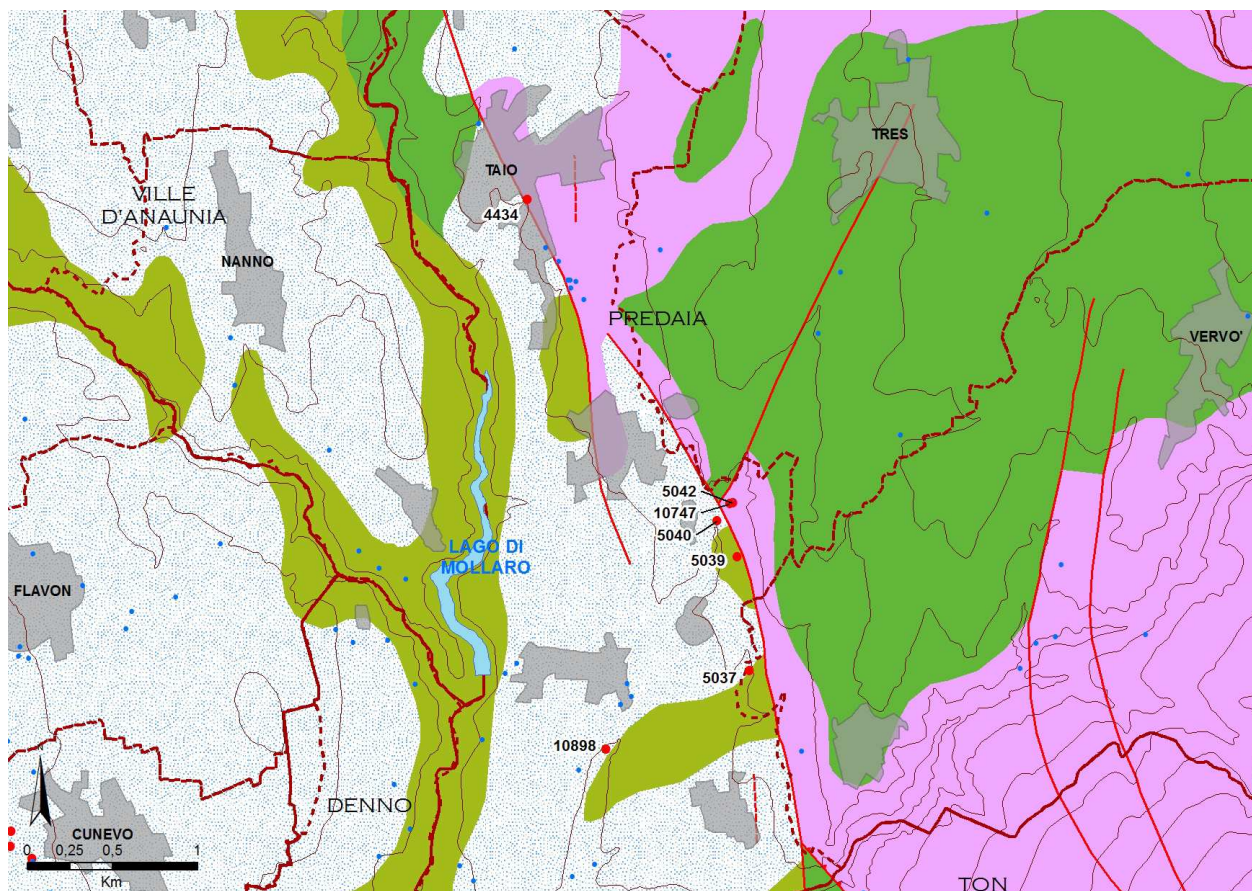 TRES
TAIO
VILLE
D'ANAUNIA
4434
NANNO
PREDAIA
VERVO'
5042
10747
5040
LAGO DI
MOLLARO
5039
FLAVON
5037
10898
DENNO
CUNEVO
0 0,25 0,5 1
Km
TON